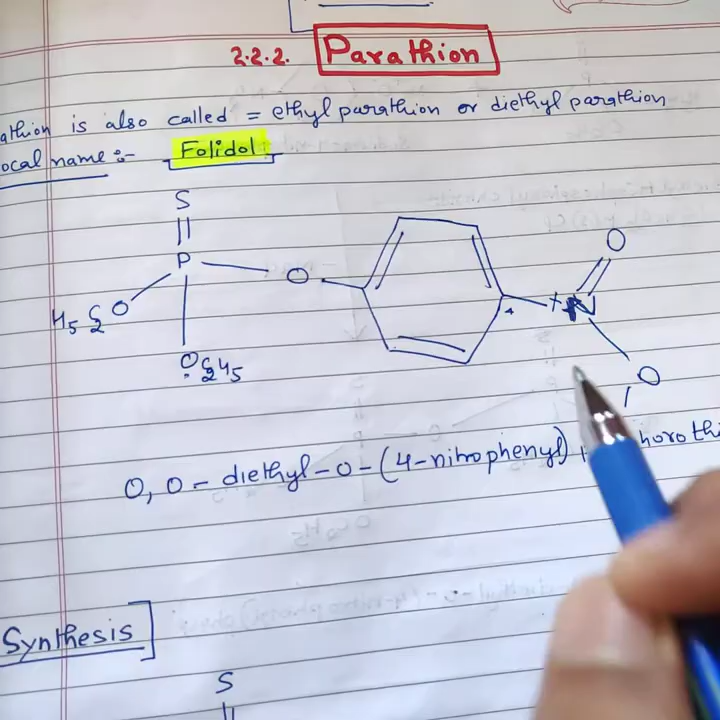 2.2.2. Parathion
athion is also called = ethyl parathion or diethyl parathion
ocal name :- Folidol
S
P
O
O
H5C2O
+N
OC2H5
O
O, O - diethyl - O - (4-nitrophenyl) horothi
Synthesis
S